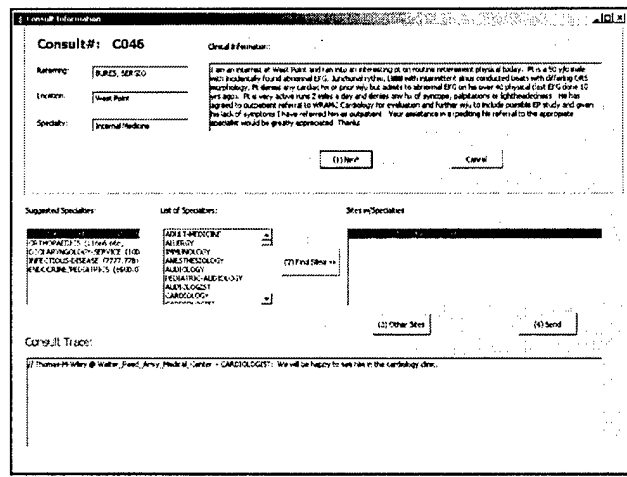 Consult Information
Consult#: C046
Clinical Information:
Referring:
BURES, SERGIO
Location:
West Point
Specialty:
Internal Medicine
I am an internist at West Point and ran into an interesting pt on routine retirement physical today. Pt is a 50 y/o male
with incidentally found abnormal EKG. Junctional rythm, with intermittent sinus conducted beats with differing QRS
morphology. Pt denies any cardiac hx or prior w/u but admits to abnormal EKG on his over 40 physical (last EKG done 10
yrs ago). Pt is very active runs 2 miles a day and denies any hx of syncope, palpitations or lightheadedness. He has
agreed to outpatient referral to WRAMC Cardiology for evaluation and further w/u to include possible EP study and given
his lack of symptoms I have referred him as outpatient. Your assistance in expediting his referral to the appropiate
specialist would be greatly appreciated. Thanks
(1) Next
Cancel
Suggested Specialties:
List of Specialties:
Sites w/Specialties
ORTHOPAEDICS
OTOLARYNGOLOGY-SERVICE
INFECTIOUS-DISEASE (7777.778)
ENDOCRINE/PEDIATRICS
ADULT-MEDICINE
ALLERGY
IMMUNOLOGY
ANESTHESIOLOGY
AUDIOLOGY
PEDIATRIC-AUDIOLOGY
AUDIOLOGIST
CARDIOLOGY
(2) Find Sites >>
(3) Other Sites
(4) Send
Consult Trace:
// Thomas-M-Wiley @ Walter_Reed_Army_Medical_Center - CARDIOLOGIST: We will be happy to see him in the cardiology clinic.